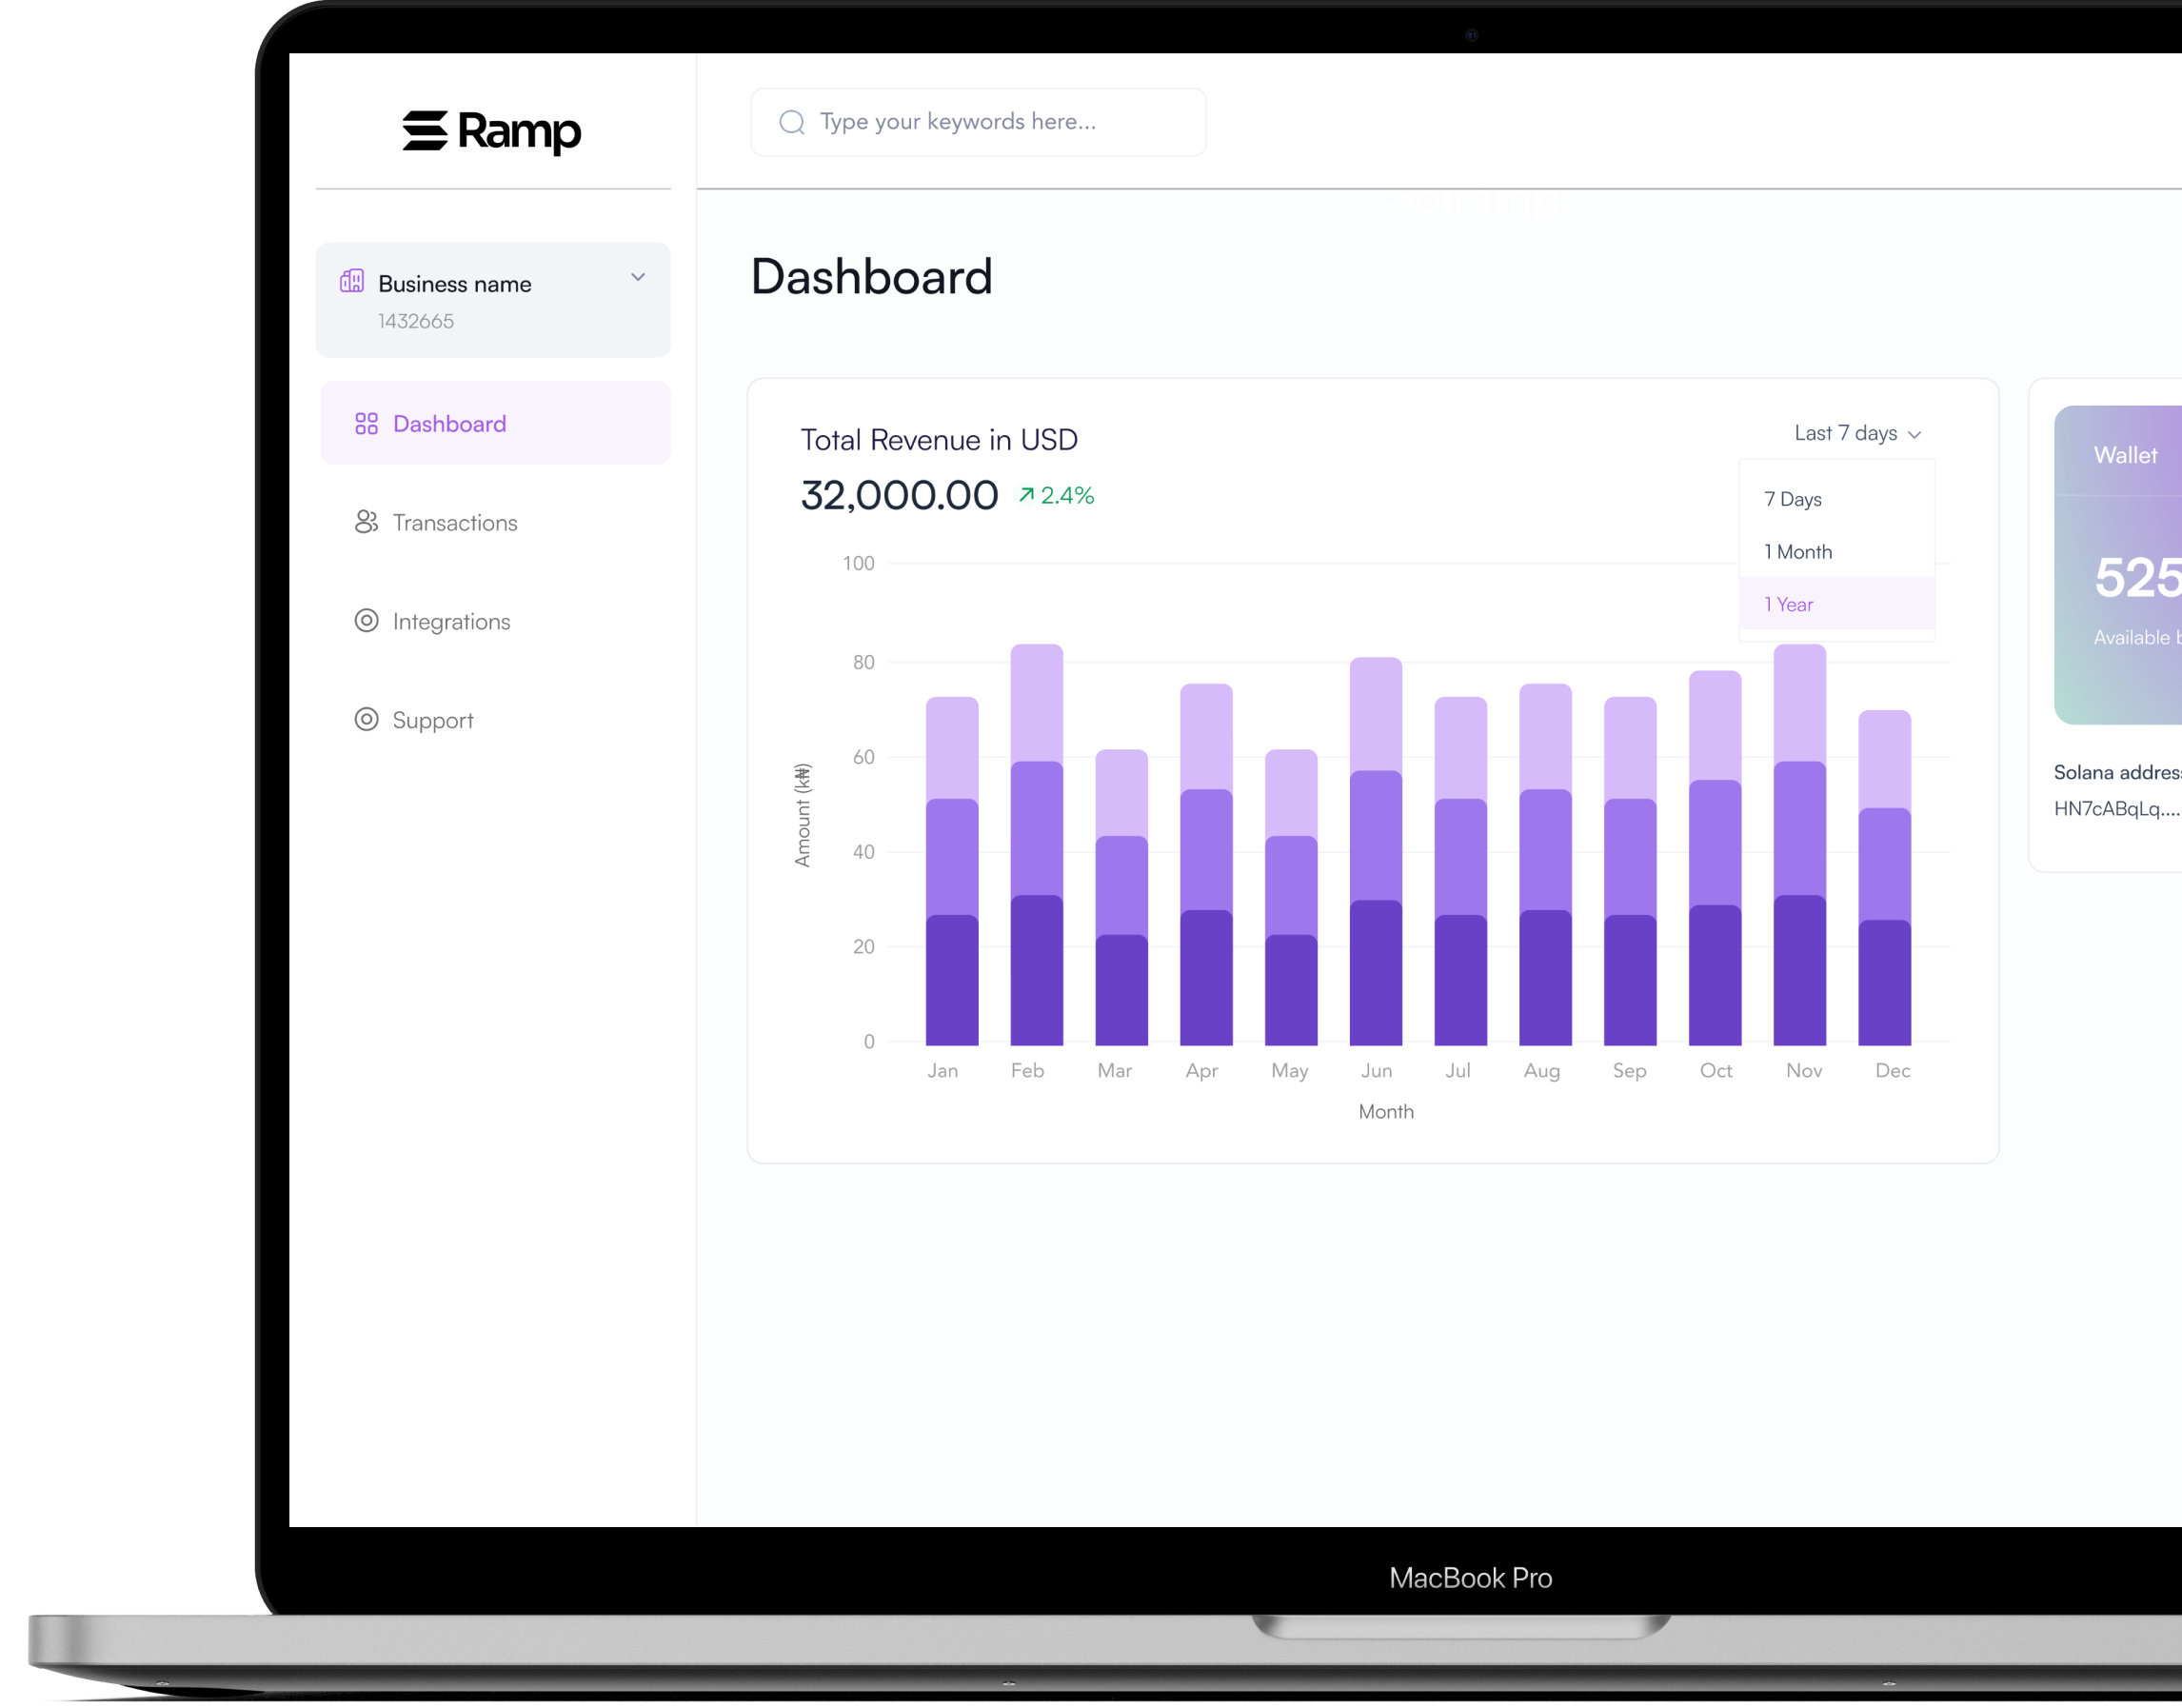 Ramp
Type your keywords here...
Solramp
Business name
1432665
Dashboard
Transactions
Integrations
Support
Dashboard
Total Revenue in USD
32,000.00 2.4%
Last 7 days
7 Days
1 Month
1 Year
100
80
60
40
20
0
Amount (k₦)
Jan Feb Mar Apr May Jun Jul Aug Sep Oct Nov Dec
Month
Wallet
525
Available
Solana address
HN7cABqLq....
MacBook Pro